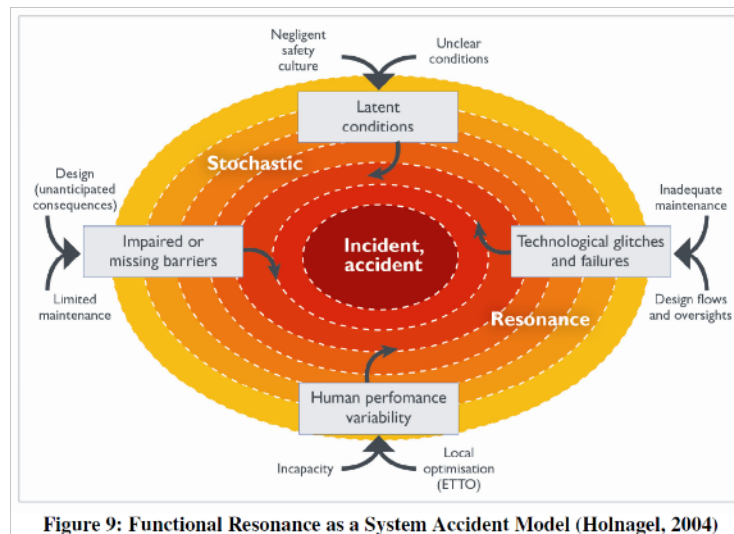 Negligent
safety
culture
Unclear
conditions
Latent
conditions
Stochastic
Design
(unanticipated
consequences)
Inadequate
maintenance
Impaired or
missing barriers
Incident,
accident
Technological glitches
and failures
Limited
maintenance
Design flows
and oversights
Resonance
Human perfomance
variability
Incapacity
Local
optimisation
(ETTO)
Figure 9: Functional Resonance as a System Accident Model (Holnagel, 2004)